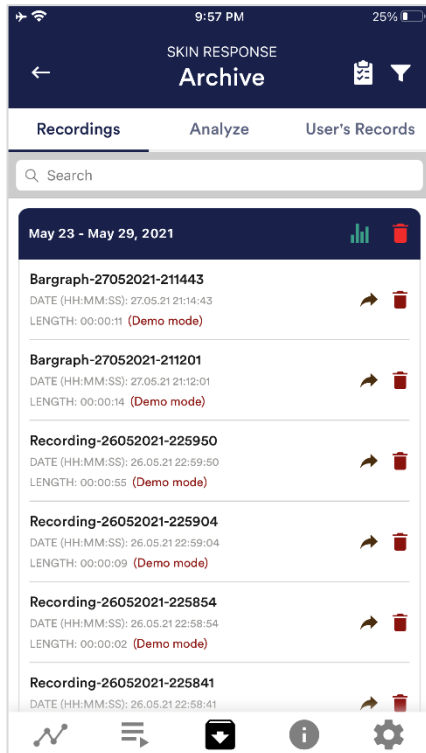 9:57 PM
25%
SKIN RESPONSE
Archive
Recordings Analyze User's Records
Search
May 23 - May 29, 2021
Bargraph-27052021-211443
DATE (HH:MM:SS): 27.05.21 21:14:43
LENGTH: 00:00:11 (Demo mode)
Bargraph-27052021-211201
DATE (HH:MM:SS): 27.05.21 21:12:01
LENGTH: 00:00:14 (Demo mode)
Recording-26052021-225950
DATE (HH:MM:SS): 26.05.21 22:59:50
LENGTH: 00:00:55 (Demo mode)
Recording-26052021-225904
DATE (HH:MM:SS): 26.05.21 22:59:04
LENGTH: 00:00:09 (Demo mode)
Recording-26052021-225854
DATE (HH:MM:SS): 26.05.21 22:58:54
LENGTH: 00:00:02 (Demo mode)
Recording-26052021-225841
DATE (HH:MM:SS): 26.05.21 22:58:41